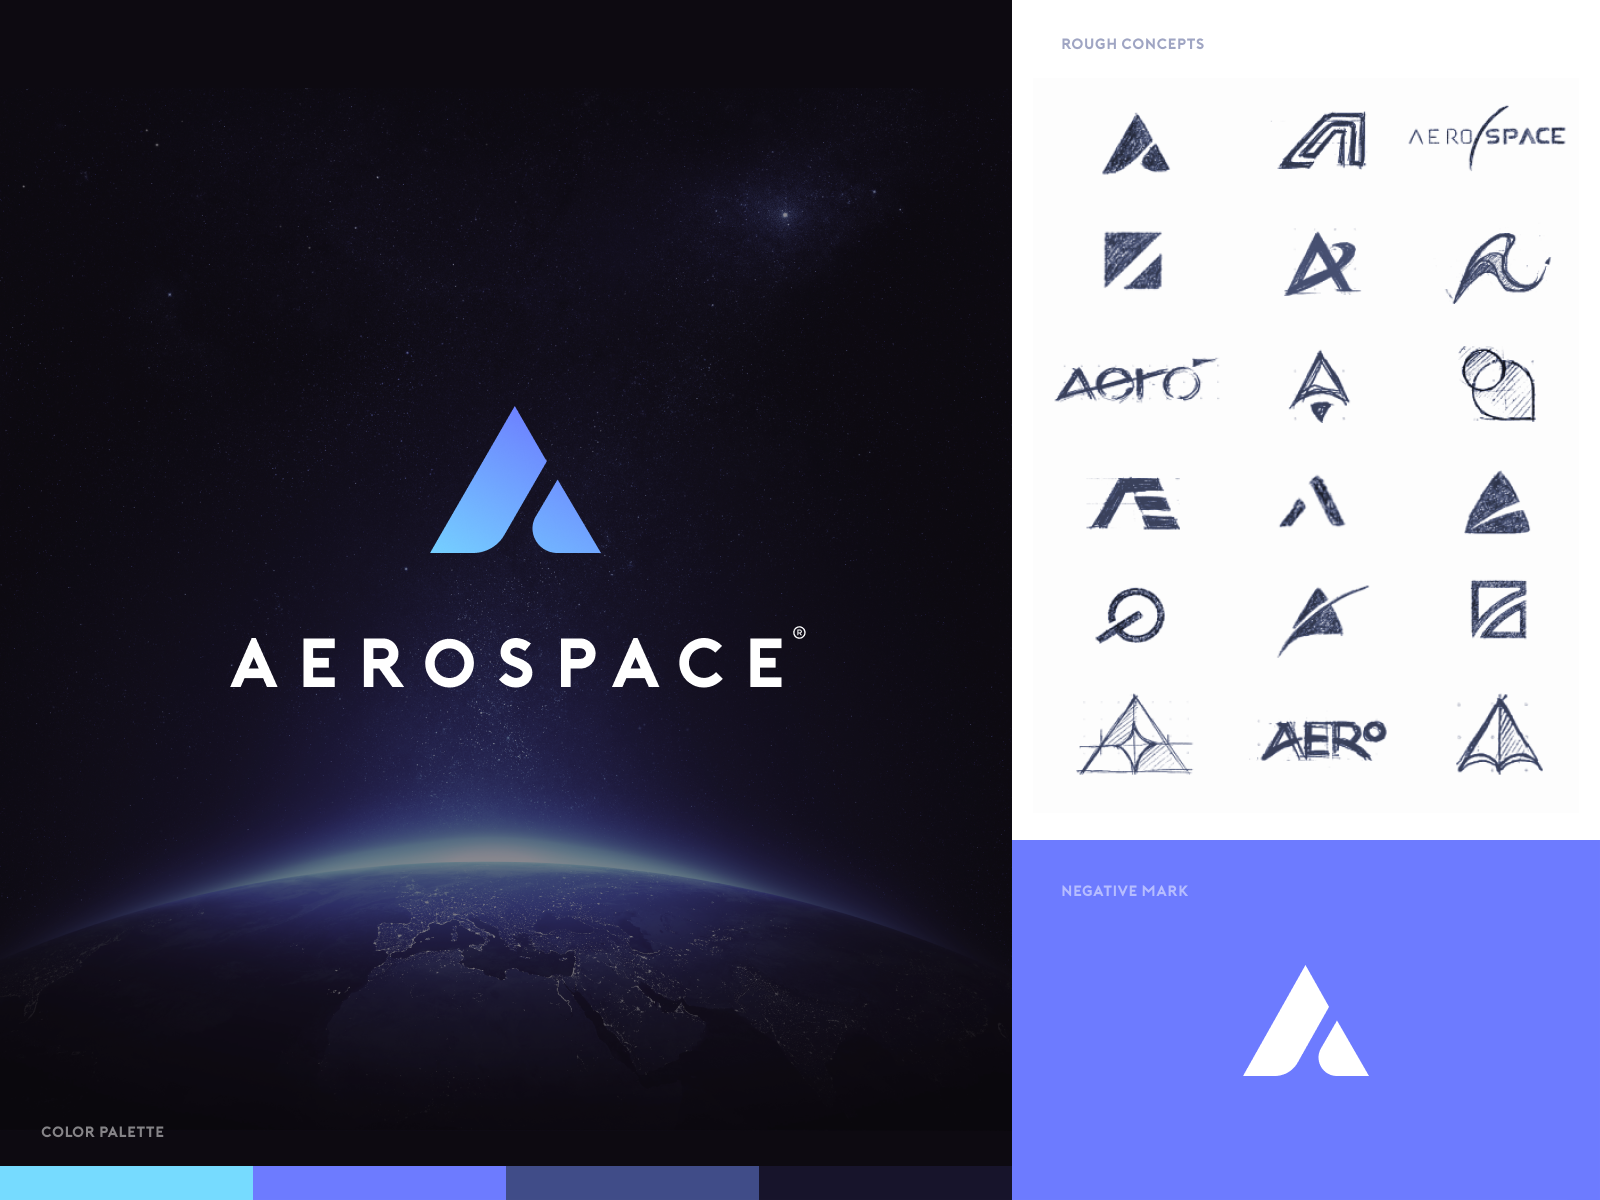 AEROSPACE®
COLOR PALETTE
ROUGH CONCEPTS
AERO/SPACE
Aero
AERO
NEGATIVE MARK